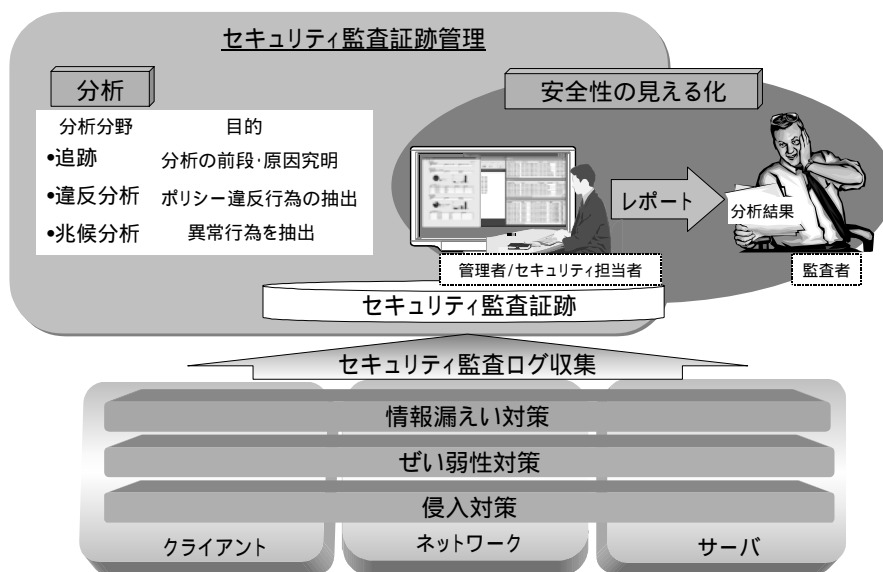 セキュリティ監査証跡管理
分析
分析分野 目的
•追跡 分析の前段･原因究明
•違反分析 ポリシー違反行為の抽出
•兆候分析 異常行為を抽出
安全性の見える化
レポート
分析結果
管理者/セキュリティ担当者
監査者
セキュリティ監査証跡
セキュリティ監査ログ収集
情報漏えい対策
ぜい弱性対策
侵入対策
クライアント ネットワーク サーバ